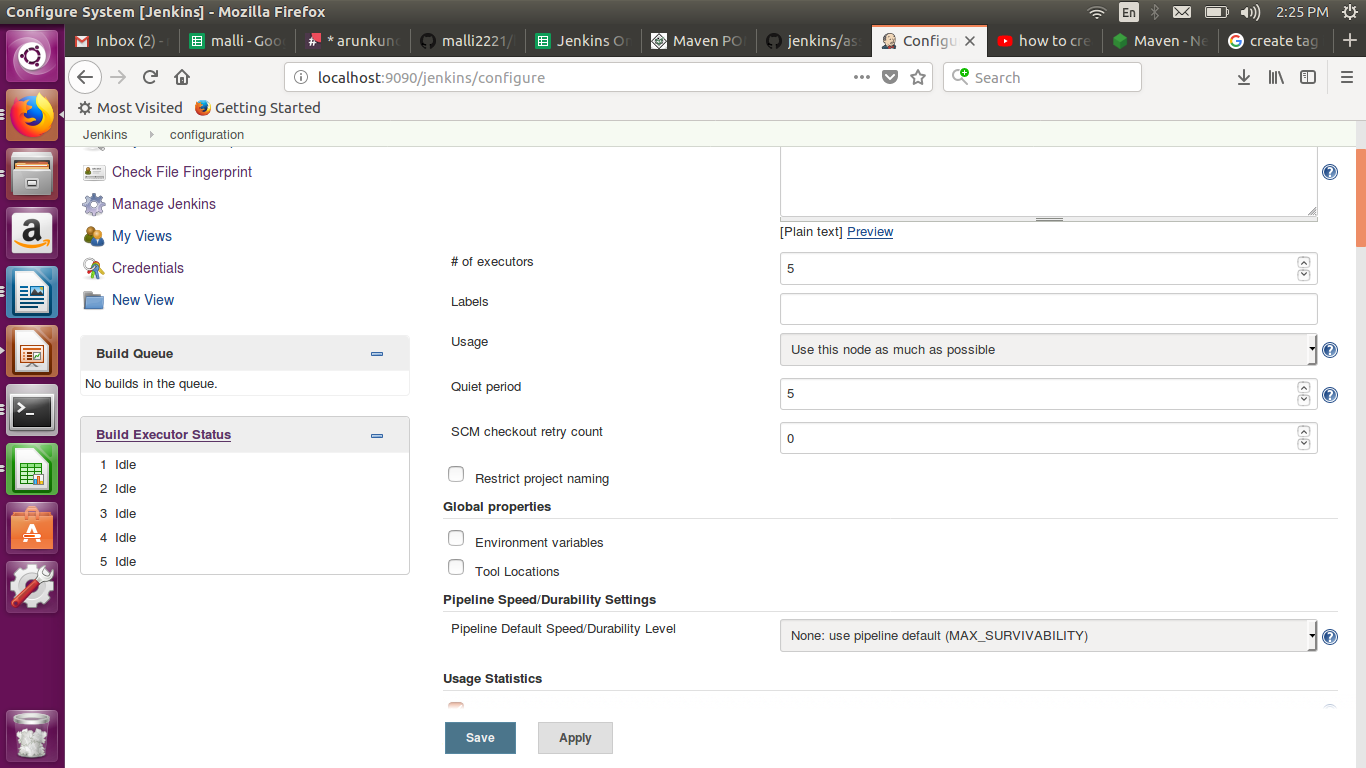 Configure System [Jenkins] - Mozilla Firefox
En
2:25 PM
Inbox (2) -
malli - Goo
* arunkund
malli2221/
Jenkins On
Maven PO
jenkins/ass
Configu
how to cre
Maven - Ne
create tag
localhost:9090/jenkins/configure
Search
Most Visited
Getting Started
Jenkins
configuration
Check File Fingerprint
Manage Jenkins
My Views
Credentials
New View
Build Queue
No builds in the queue.
Build Executor Status
1 Idle
2 Idle
3 Idle
4 Idle
5 Idle
[Plain text] Preview
# of executors
5
Labels
Usage
Use this node as much as possible
Quiet period
5
SCM checkout retry count
0
Restrict project naming
Global properties
Environment variables
Tool Locations
Pipeline Speed/Durability Settings
Pipeline Default Speed/Durability Level
None: use pipeline default (MAX_SURVIVABILITY)
Usage Statistics
Save
Apply